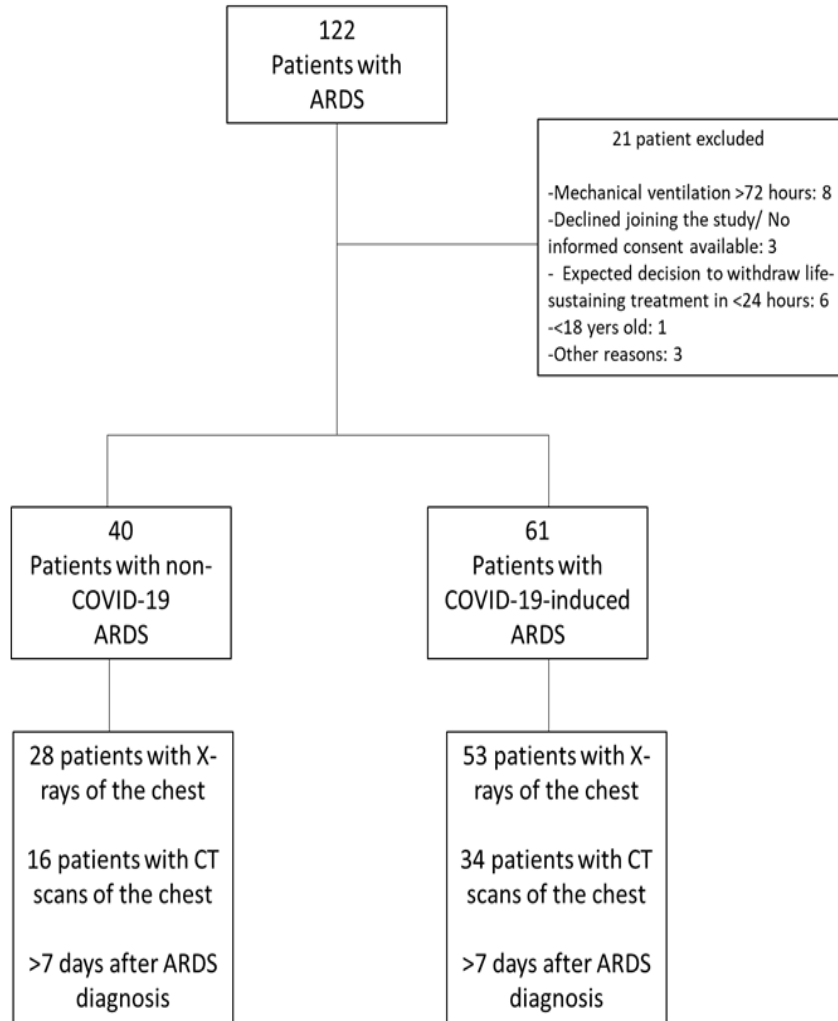 122
Patients with
ARDS
21 patient excluded
-Mechanical ventilation >72 hours: 8
-Declined joining the study/ No
informed consent available: 3
- Expected decision to withdraw life-
sustaining treatment in <24 hours: 6
-<18 yers old: 1
-Other reasons: 3
40
Patients with non-
COVID-19
ARDS
61
Patients with
COVID-19-induced
ARDS
28 patients with X-
rays of the chest
16 patients with CT
scans of the chest
>7 days after ARDS
diagnosis
53 patients with X-
rays of the chest
34 patients with CT
scans of the chest
>7 days after ARDS
diagnosis